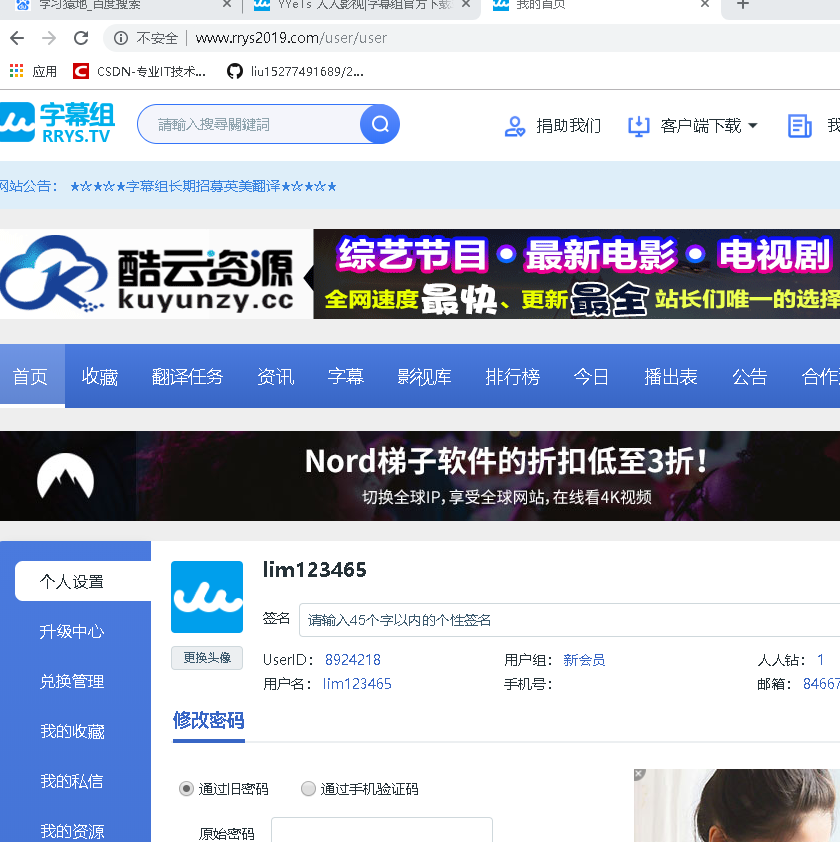 学习猿地_百度搜索
YYeTs 人人影视|字幕组官方下载
我的首页
不安全 www.rrys2019.com/user/user
应用 CSDN-专业IT技术... liu15277491689/2...
字幕组
RRYS.TV
請輸入搜尋關鍵詞
捐助我们 客户端下载 我
网站公告： ★☆★☆★字幕组长期招募英美翻译★☆★☆★
酷云资源
kuyunzy.cc
综艺节目·最新电影·电视剧
全网速度最快、更新最全 站长们唯一的选择
首页 收藏 翻译任务 资讯 字幕 影视库 排行榜 今日 播出表 公告 合作
Nord梯子软件的折扣低至3折！
切换全球IP，享受全球网站，在线看4K视频
个人设置
升级中心
兑换管理
我的收藏
我的私信
我的资源
lim123465
签名 请输入45个字以内的个性签名
更换头像
UserID： 8924218 用户组： 新会员 人人钻： 1
用户名： lim123465 手机号： 邮箱： 84667
修改密码
通过旧密码 通过手机验证码
原始密码